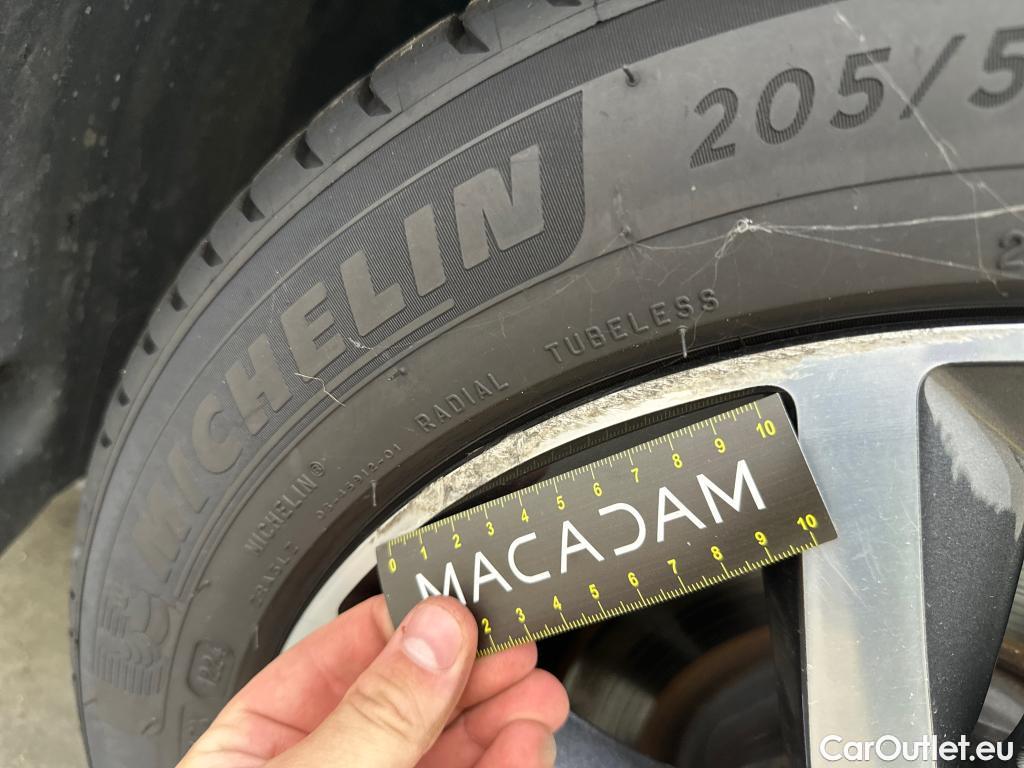 205/5
MICHELIN
TUBELESS
RADIAL
MICHELIN®
0 1 2 3 4 5 6 7 8 9 10
MACADAM
2 3 4 5 6 7 8 9 10
CarOutlet.eu